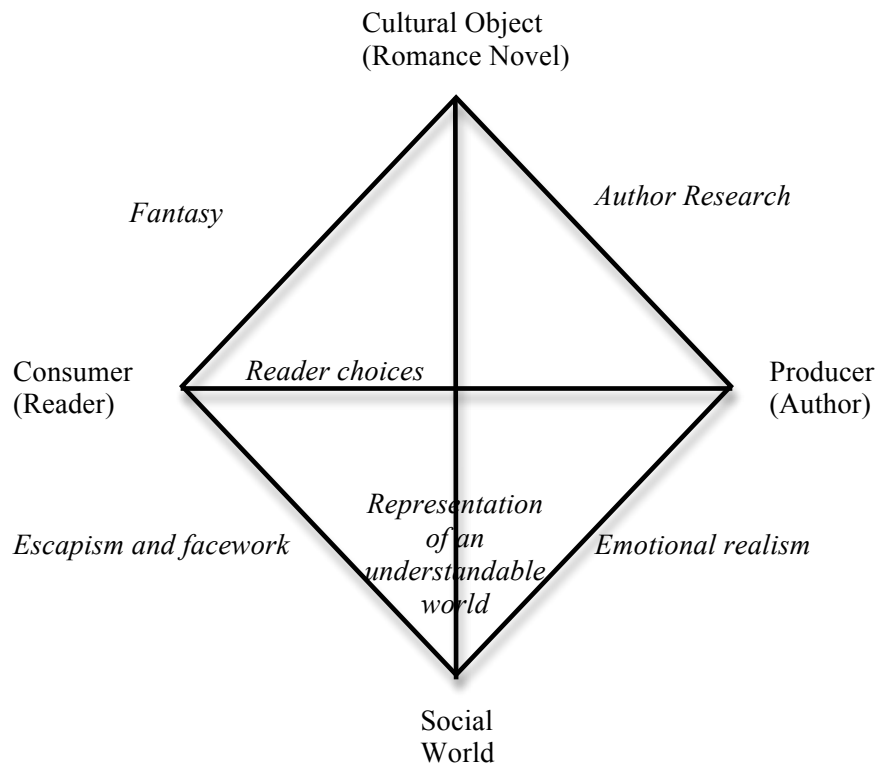 Cultural Object
(Romance Novel)
Fantasy
Author Research
Consumer
(Reader)
Reader choices
Producer
(Author)
Escapism and facework
Representation
of an
understandable
world
Emotional realism
Social
World